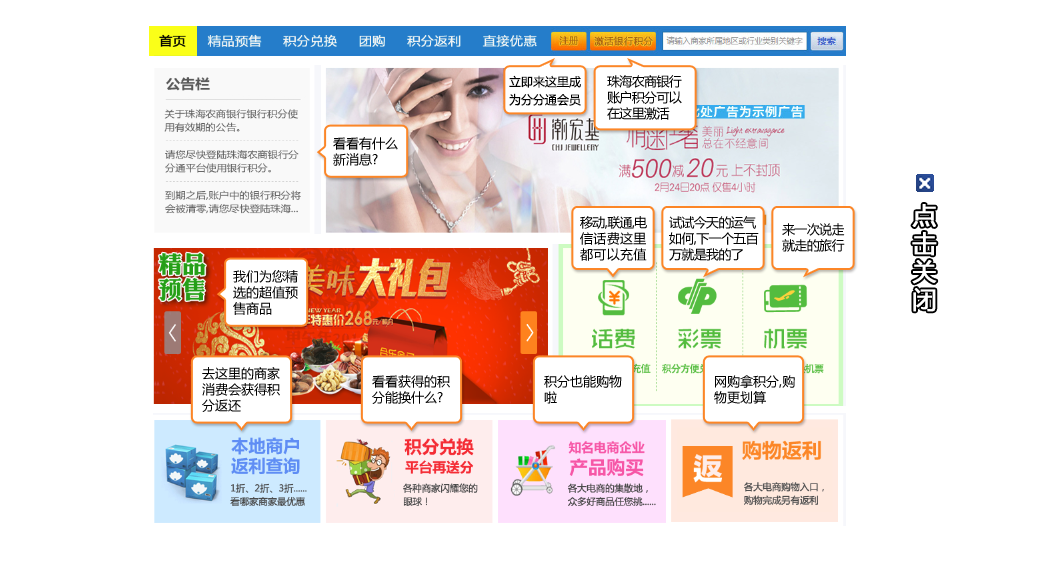 首页 精品预售 积分兑换 团购 积分返利 直接优惠 注册 激活银行积分 请输入商家所属地区或行业类别关键字 搜索
公告栏
关于珠海农商银行银行积分使
用有效期的公告。
请您尽快登陆珠海农商银行分
分通平台使用银行积分。
到期之后,账户中的银行积分将
会被清零,请您尽快登陆珠海...
看看有什么
新消息?
立即来这里成
为分分通会员
珠海农商银行
账户积分可以
在这里激活
处广告为示例广告
潮宏基
CHJ JEWELLERY
美丽 Light extravagance
总在不经意间
满500减20元 上不封顶
2月24日20点 仅售4小时
移动,联通,电
信话费这里
都可以充值
试试今天的运气
如何,下一个五百
万就是我的了
来一次说走
就走的旅行
点击关闭
精品
预售
我们为您精
选的超值预
售商品
美味大礼包
NEW YEAR
特惠价268元/箱
话费
彩票
机票
充值
积分方便
机票
去这里的商家
消费会获得积
分返还
看看获得的积
分能换什么?
积分也能购物
啦
网购拿积分,购
物更划算
本地商户
返利查询
1折、2折、3折......
看哪家商家最优惠
积分兑换
平台再送分
各种商家闪耀您的
眼球！
知名电商企业
产品购买
各大电商的集散地，
众多好商品任您挑......
返
购物返利
各大电商购物入口，
购物完成另有返利